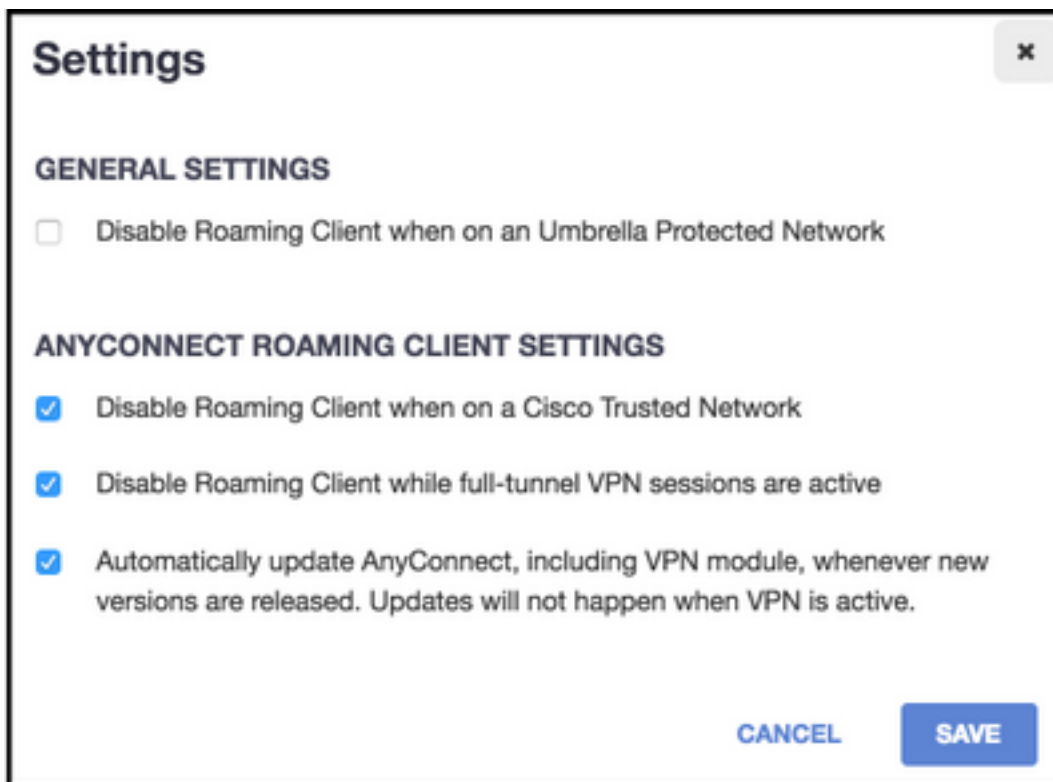 Settings
GENERAL SETTINGS
Disable Roaming Client when on an Umbrella Protected Network
ANYCONNECT ROAMING CLIENT SETTINGS
Disable Roaming Client when on a Cisco Trusted Network
Disable Roaming Client while full-tunnel VPN sessions are active
Automatically update AnyConnect, including VPN module, whenever new
versions are released. Updates will not happen when VPN is active.
CANCEL
SAVE